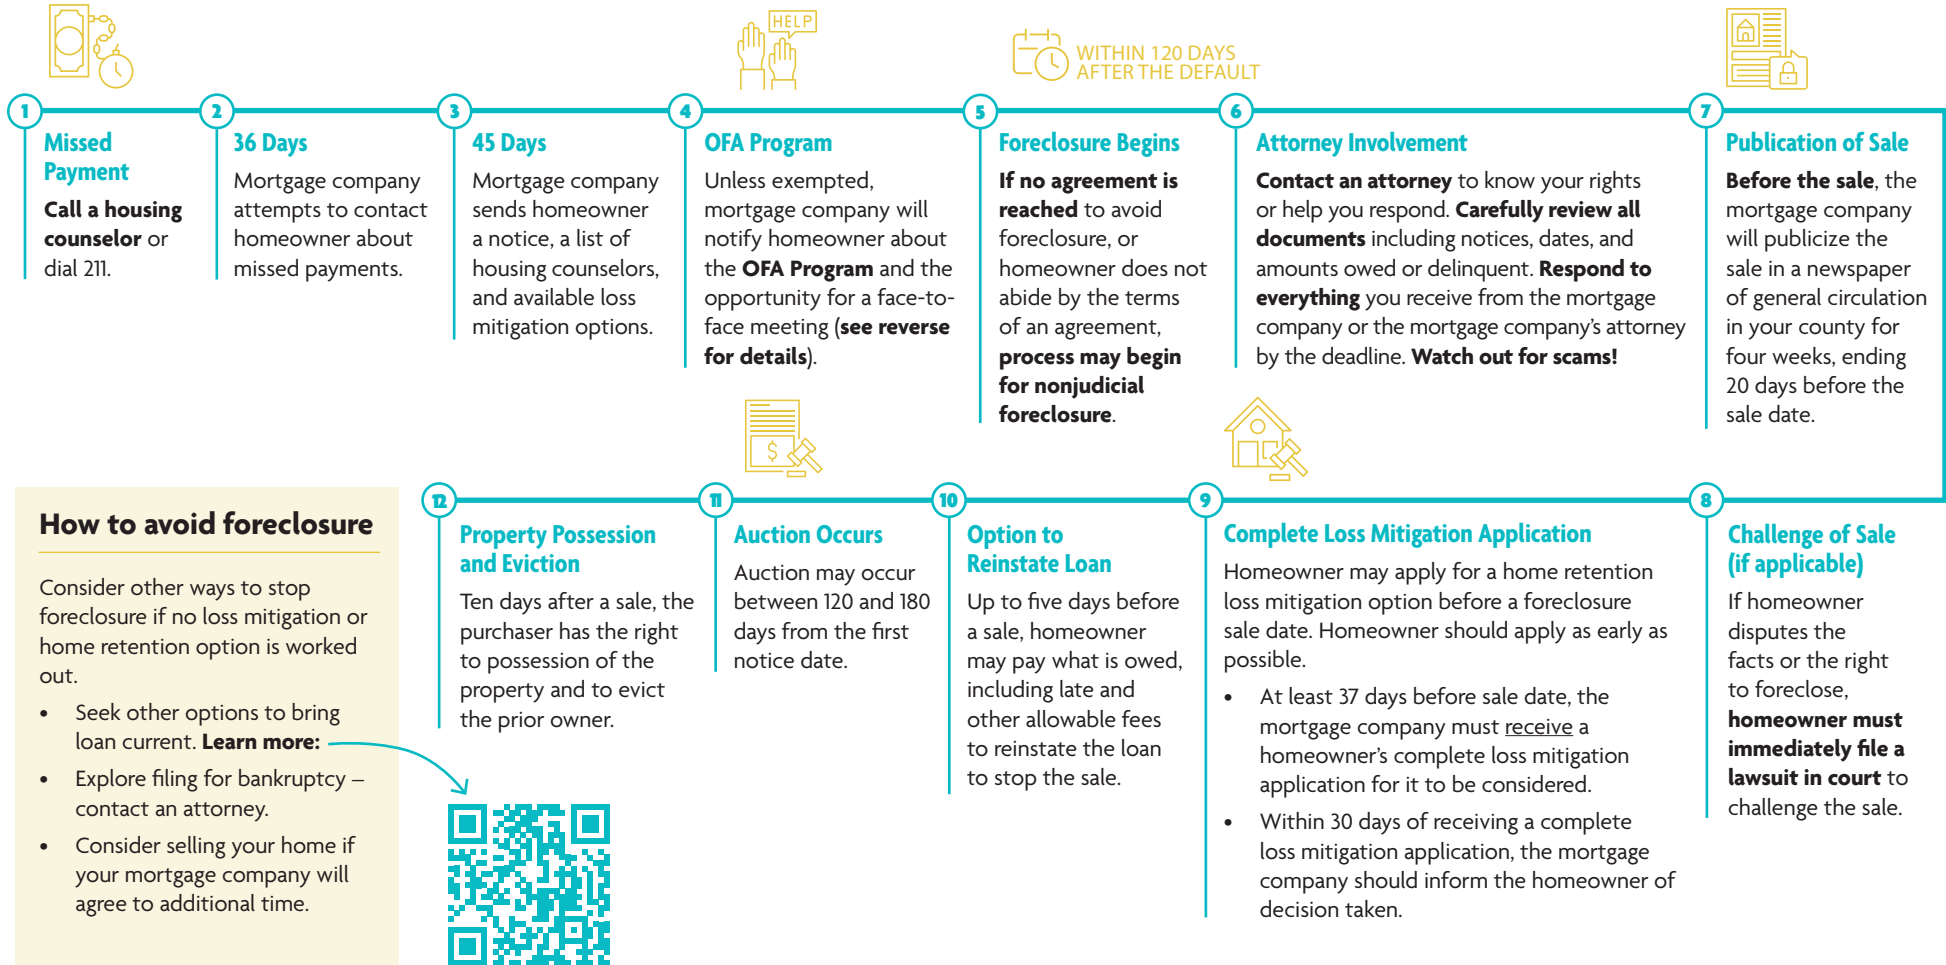 HELP
WITHIN 120 DAYS
AFTER THE DEFAULT
1
Missed
Payment
Call a housing
counselor or
dial 211.
2
36 Days
Mortgage company
attempts to contact
homeowner about
missed payments.
3
45 Days
Mortgage company
sends homeowner
a notice, a list of
housing counselors,
and available loss
mitigation options.
4
OFA Program
Unless exempted,
mortgage company will
notify homeowner about
the OFA Program and the
opportunity for a face-to-
face meeting (see reverse
for details).
5
Foreclosure Begins
If no agreement is
reached to avoid
foreclosure, or
homeowner does not
abide by the terms
of an agreement,
process may begin
for nonjudicial
foreclosure.
6
Attorney Involvement
Contact an attorney to know your rights
or help you respond. Carefully review all
documents including notices, dates, and
amounts owed or delinquent. Respond to
everything you receive from the mortgage
company or the mortgage company's attorney
by the deadline. Watch out for scams!
7
Publication of Sale
Before the sale, the
mortgage company
will publicize the
sale in a newspaper
of general circulation
in your county for
four weeks, ending
20 days before the
sale date.
8
Challenge of Sale
(if applicable)
If homeowner
disputes the
facts or the right
to foreclose,
homeowner must
immediately file a
lawsuit in court to
challenge the sale.
9
Complete Loss Mitigation Application
Homeowner may apply for a home retention
loss mitigation option before a foreclosure
sale date. Homeowner should apply as early as
possible.
• At least 37 days before sale date, the
mortgage company must receive a
homeowner's complete loss mitigation
application for it to be considered.
• Within 30 days of receiving a complete
loss mitigation application, the mortgage
company should inform the homeowner of
decision taken.
10
Option to
Reinstate Loan
Up to five days before
a sale, homeowner
may pay what is owed,
including late and
other allowable fees
to reinstate the loan
to stop the sale.
$
11
Auction Occurs
Auction may occur
between 120 and 180
days from the first
notice date.
12
Property Possession
and Eviction
Ten days after a sale, the
purchaser has the right
to possession of the
property and to evict
the prior owner.
How to avoid foreclosure
Consider other ways to stop
foreclosure if no loss mitigation or
home retention option is worked
out.
• Seek other options to bring
loan current. Learn more:
• Explore filing for bankruptcy –
contact an attorney.
• Consider selling your home if
your mortgage company will
agree to additional time.